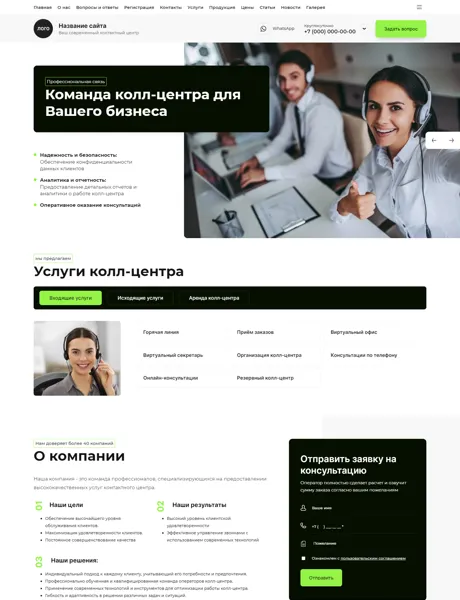 Главная О нас Вопросы и ответы Регистрация Контакты Услуги Продукция Цены Статьи Новости Галерея
ЛОГО
Название сайта
Ваш современный контактный центр
WhatsApp
Круглосуточно
+7 (000) 000-00-00
Задать вопрос
Профессиональная связь
Команда колл-центра для
Вашего бизнеса
Надежность и безопасность:
Обеспечение конфиденциальности
данных клиентов
Аналитика и отчетность:
Предоставление детальных отчетов и
аналитики о работе колл-центра
Оперативное оказание консультаций
мы предлагаем
Услуги колл-центра
Входящие услуги
Исходящие услуги
Аренда колл-центра
Горячая линия
Приём заказов
Виртуальный офис
Виртуальный секретарь
Организация колл-центра
Консультации по телефону
Онлайн-консультации
Резервный колл-центр
Нам доверяет более 40 компаний
О компании
Наша компания - это команда профессионалов, специализирующихся на предоставлении
высококачественных услуг контактного центра.
01
Наши цели
Обеспечение высочайшего уровня
обслуживания клиентов.
Максимизация удовлетворенности клиентов.
Постоянное совершенствование качества
02
Наши результаты
Высокий уровень клиентской
удовлетворенности
Эффективное управление звонками с
использованием современных технологий
03
Наши решения:
Индивидуальный подход к каждому клиенту, учитывающий его потребности и предпочтения.
Профессионально обученная и квалифицированная команда операторов колл-центра.
Применение современных технологий и инструментов для оптимизации работы колл-центра.
Гибкость и адаптивность в решении различных задач и ситуаций.
Отправить заявку на
консультацию
Оператор полностью сделает расчет и озвучит
сумму заказа согласно вашим пожеланиям
Ваше имя
+7 (___) ___-__-__*
Пожелание
Ознакомлен с пользовательским соглашением
Отправить